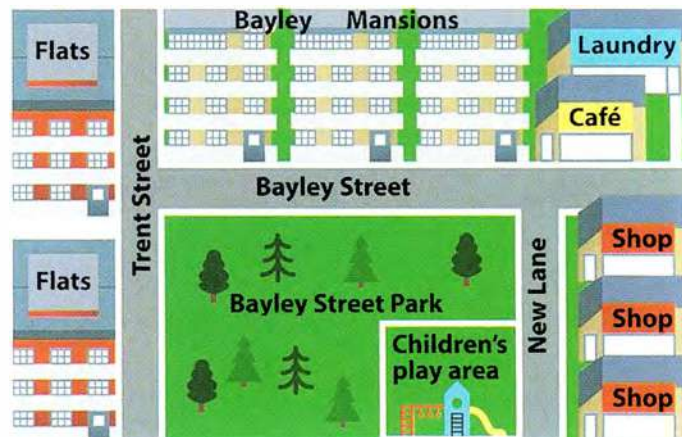 Flats
Bayley Mansions
Laundry
Café
Trent Street
Bayley Street
Flats
Bayley Street Park
Children's
play area
New Lane
Shop
Shop
Shop